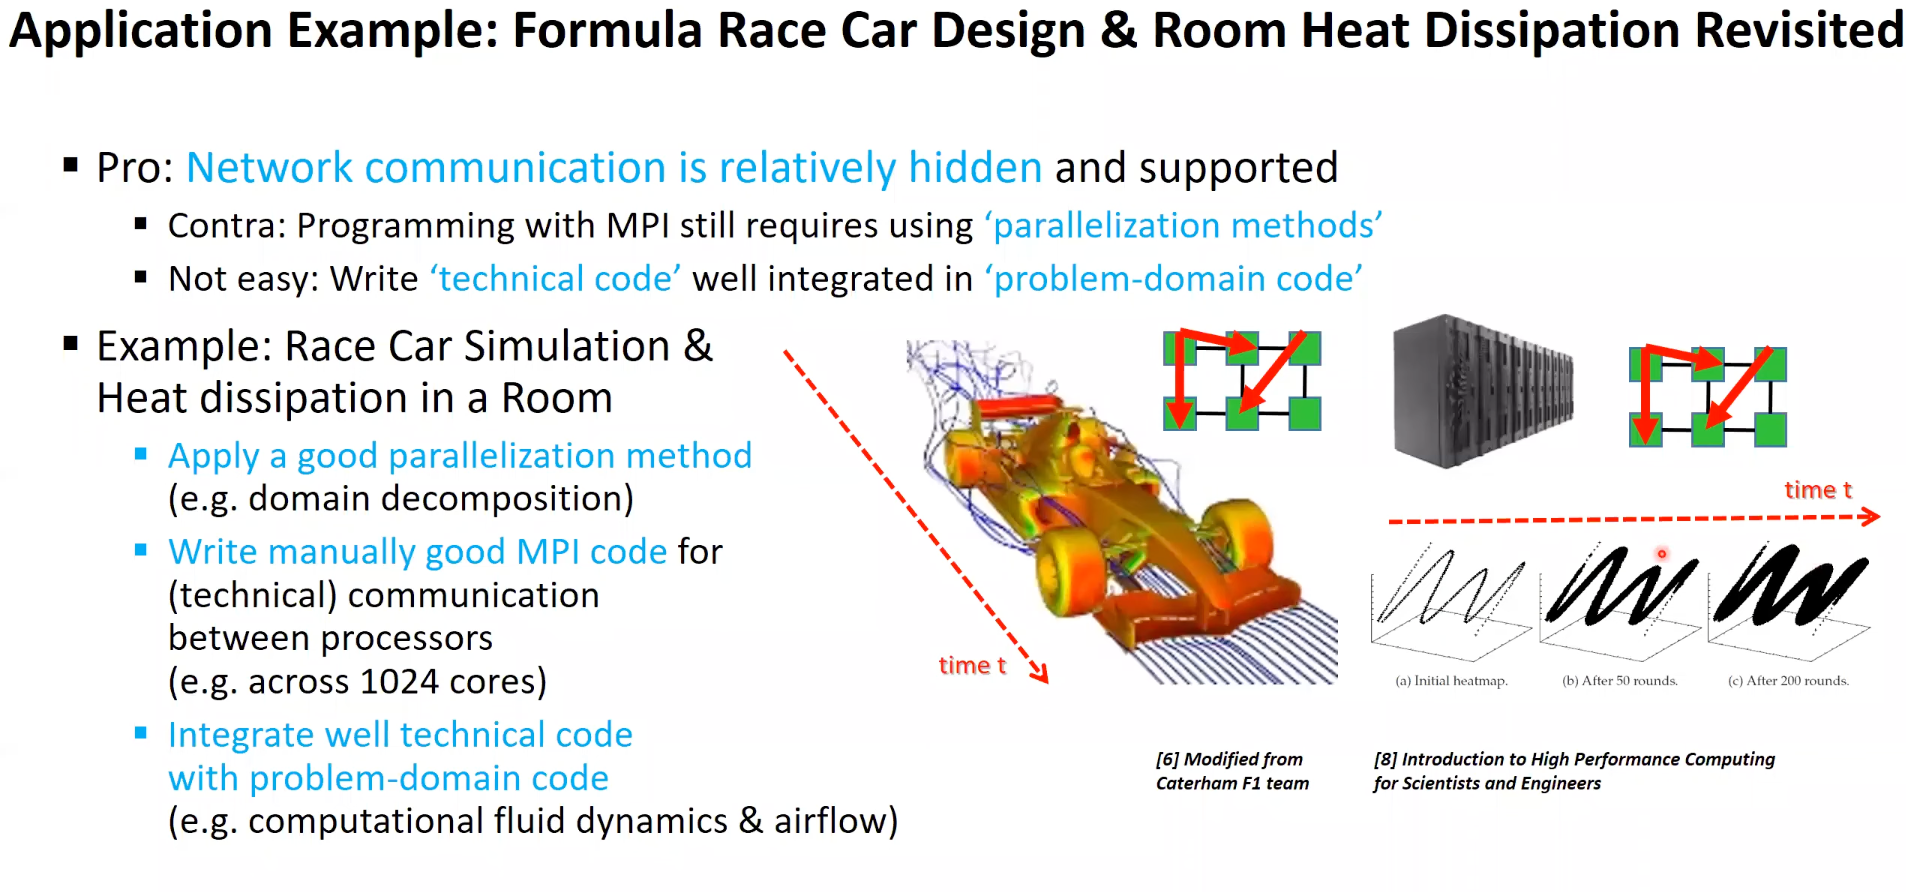 Application Example: Formula Race Car Design & Room Heat Dissipation Revisited
▪ Pro: Network communication is relatively hidden and supported
▪ Contra: Programming with MPI still requires using ‘parallelization methods’
▪ Not easy: Write ‘technical code’ well integrated in ‘problem-domain code’
▪ Example: Race Car Simulation &
Heat dissipation in a Room
▪ Apply a good parallelization method
(e.g. domain decomposition)
▪ Write manually good MPI code for
(technical) communication
between processors
(e.g. across 1024 cores)
▪ Integrate well technical code
with problem-domain code
(e.g. computational fluid dynamics & airflow)
time t
time t
(a) Initial heatmap.
(b) After 50 rounds.
(c) After 200 rounds.
[6] Modified from
Caterham F1 team
[8] Introduction to High Performance Computing
for Scientists and Engineers